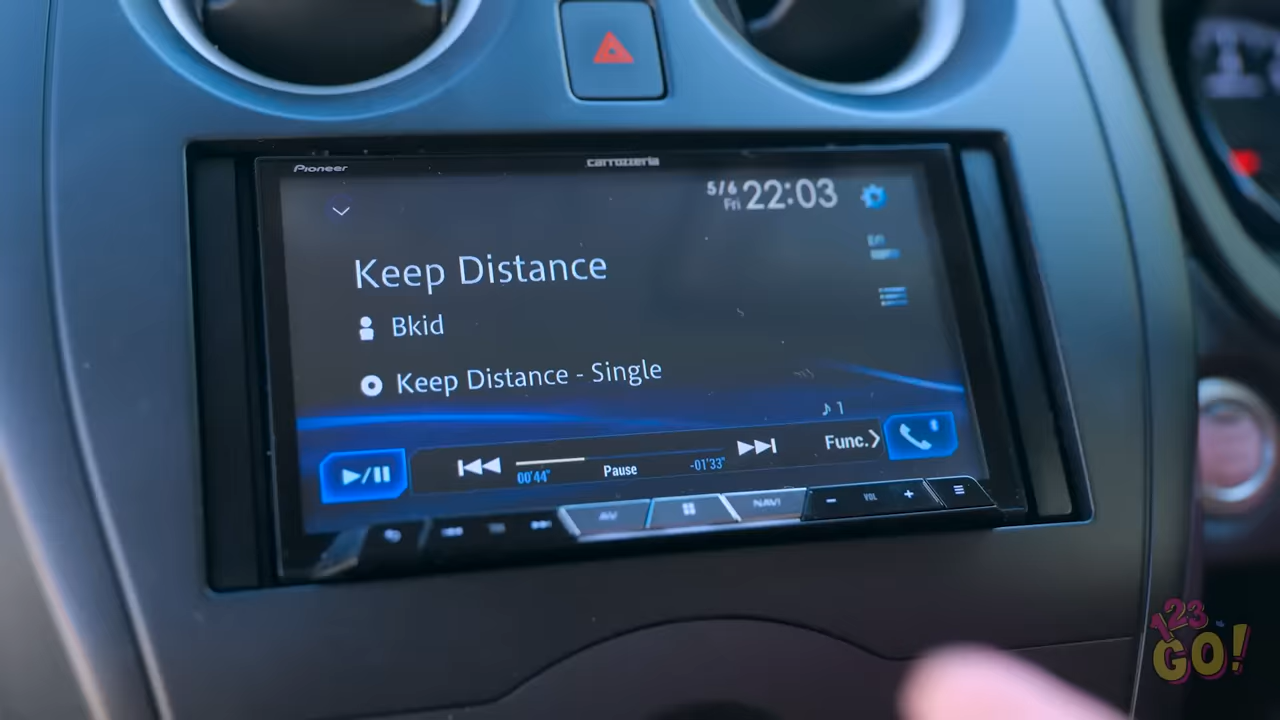 Pioneer
carrozzeria
5/6
Fri
22:03
Keep Distance
Bkid
Keep Distance - Single
♪ 1
00'44"
Pause
-01'33"
Func.
AV
NAVI
- VOL +
123
GO!